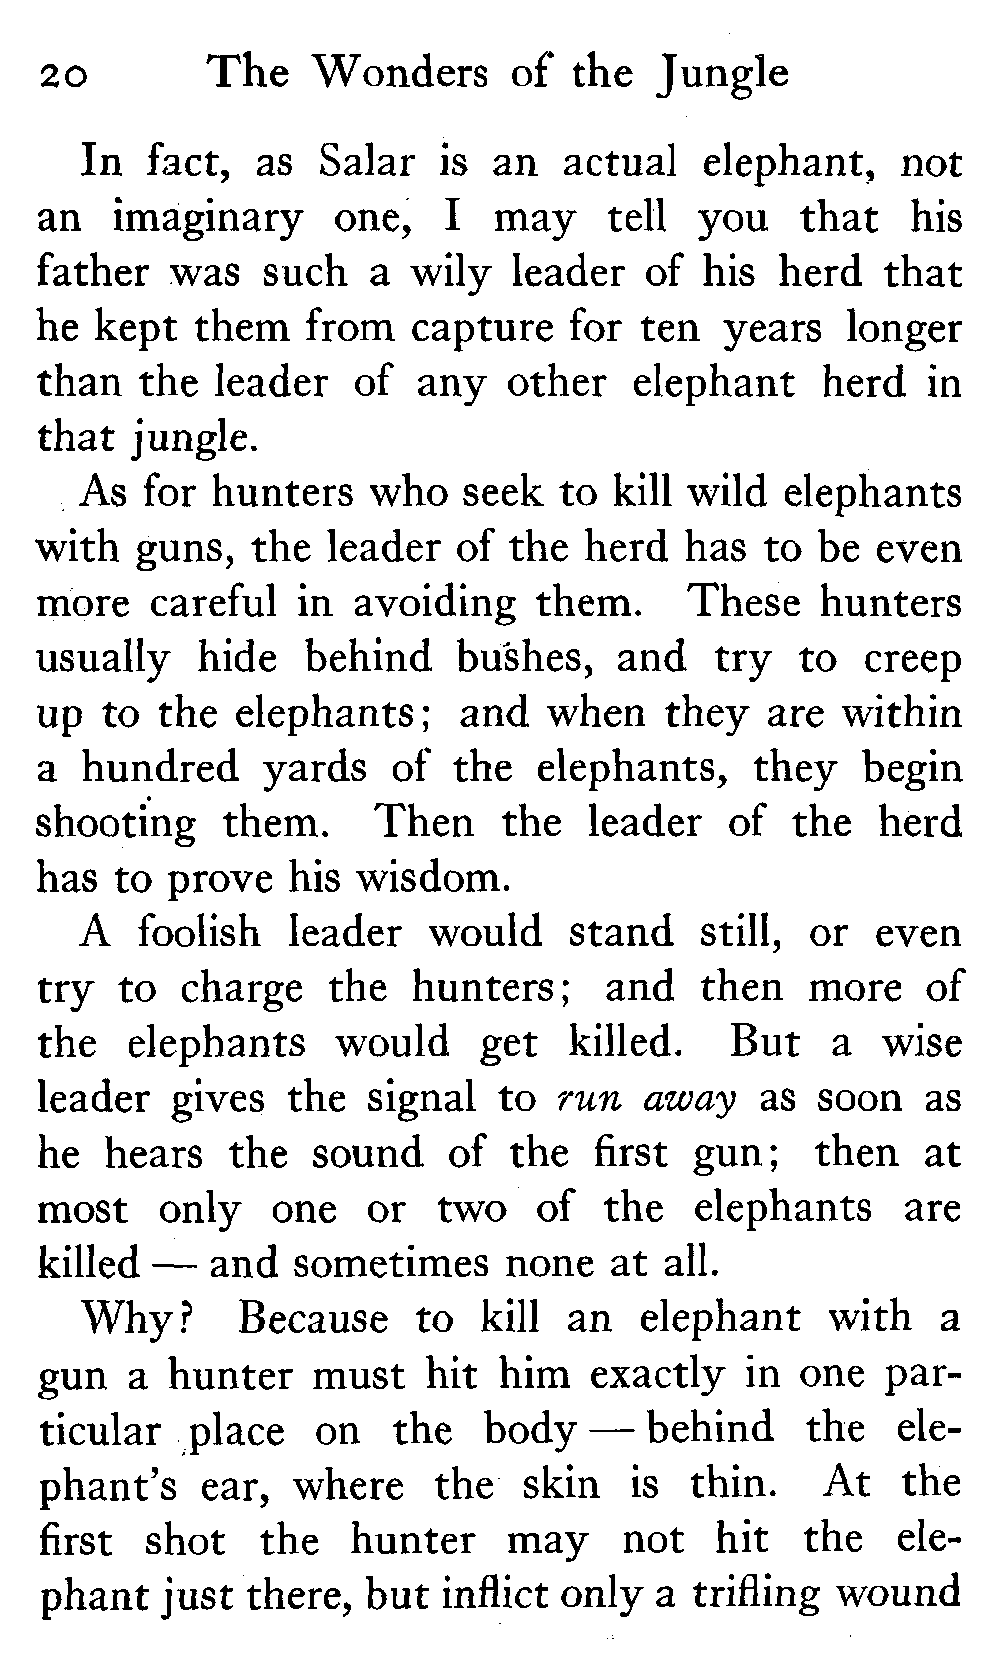 20 The Wonders of the Jungle
In fact, as Salar is an actual elephant, not
an imaginary one, I may tell you that his
father was such a wily leader of his herd that
he kept them from capture for ten years longer
than the leader of any other elephant herd in
that jungle.
As for hunters who seek to kill wild elephants
with guns, the leader of the herd has to be even
more careful in avoiding them. These hunters
usually hide behind bushes, and try to creep
up to the elephants; and when they are within
a hundred yards of the elephants, they begin
shooting them. Then the leader of the herd
has to prove his wisdom.
A foolish leader would stand still, or even
try to charge the hunters; and then more of
the elephants would get killed. But a wise
leader gives the signal to run away as soon as
he hears the sound of the first gun; then at
most only one or two of the elephants are
killed — and sometimes none at all.
Why? Because to kill an elephant with a
gun a hunter must hit him exactly in one par-
ticular place on the body — behind the ele-
phant's ear, where the skin is thin. At the
first shot the hunter may not hit the ele-
phant just there, but inflict only a trifling wound